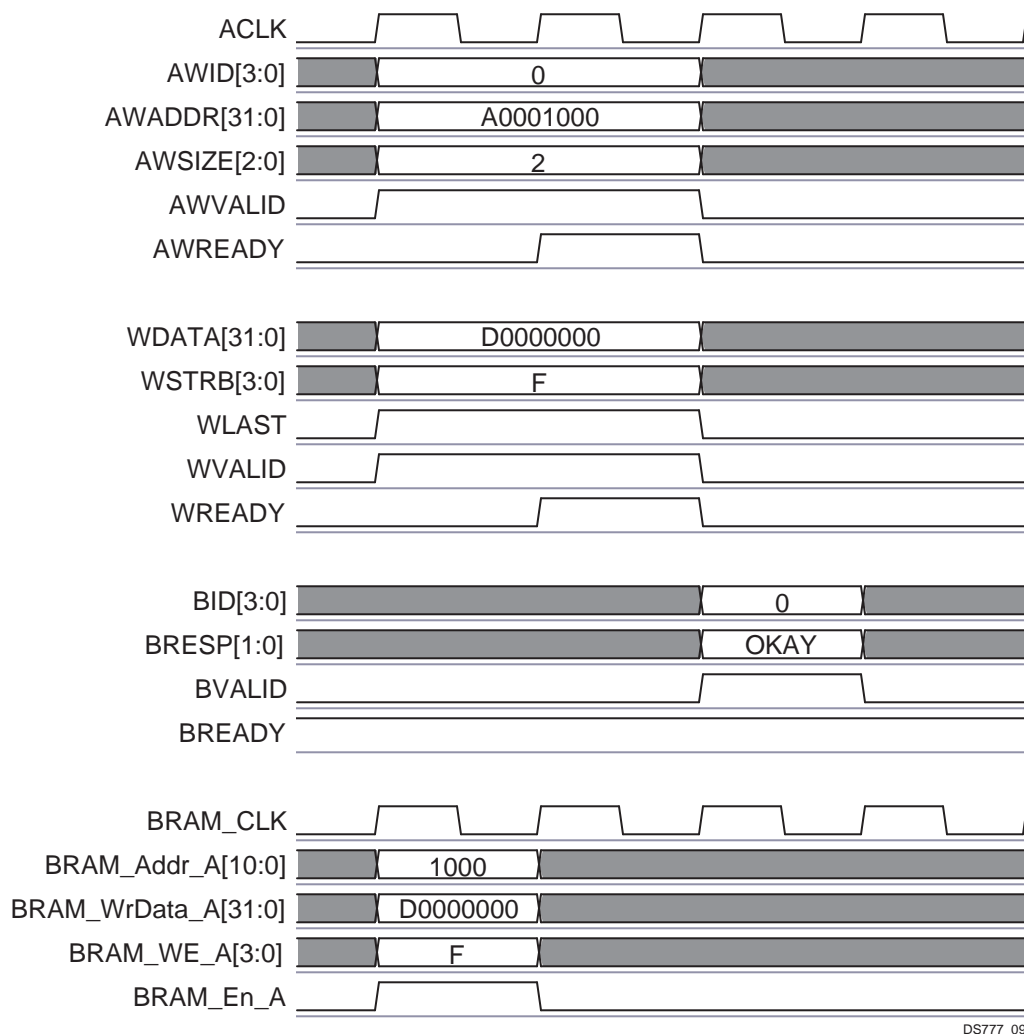 ACLK
AWID[3:0] 0
AWADDR[31:0] A0001000
AWSIZE[2:0] 2
AWVALID
AWREADY
WDATA[31:0] D0000000
WSTRB[3:0] F
WLAST
WVALID
WREADY
BID[3:0] 0
BRESP[1:0] OKAY
BVALID
BREADY
BRAM_CLK
BRAM_Addr_A[10:0] 1000
BRAM_WrData_A[31:0] D0000000
BRAM_WE_A[3:0] F
BRAM_En_A
DS777_09